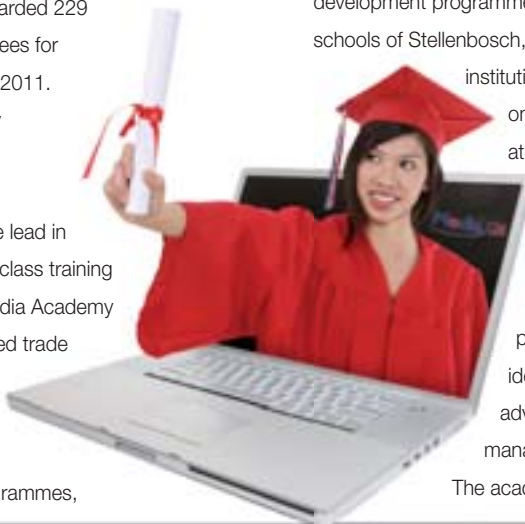 arded 229
ees for
2011.
e lead in
class training
dia Academy
ed trade
rammes,
development programme
schools of Stellenbosch,
instituti
or
at
p
ide
adv
mana
The acad